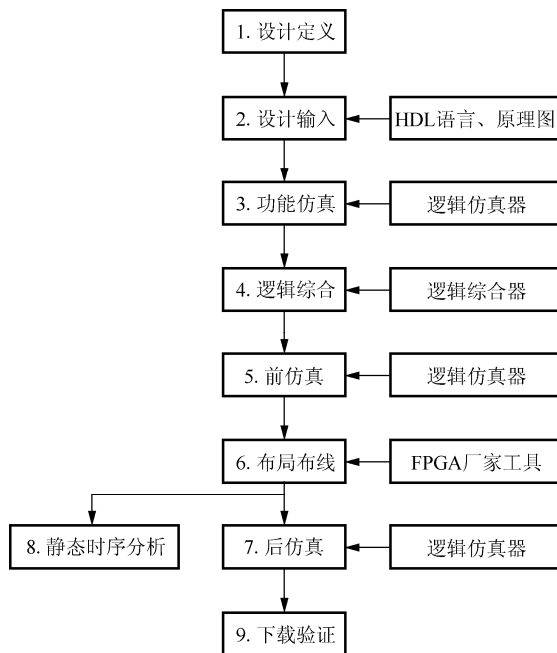 1. 设计定义
2. 设计输入
HDL语言、原理图
3. 功能仿真
逻辑仿真器
4. 逻辑综合
逻辑综合器
5. 前仿真
逻辑仿真器
6. 布局布线
FPGA厂家工具
8. 静态时序分析
7. 后仿真
逻辑仿真器
9. 下载验证